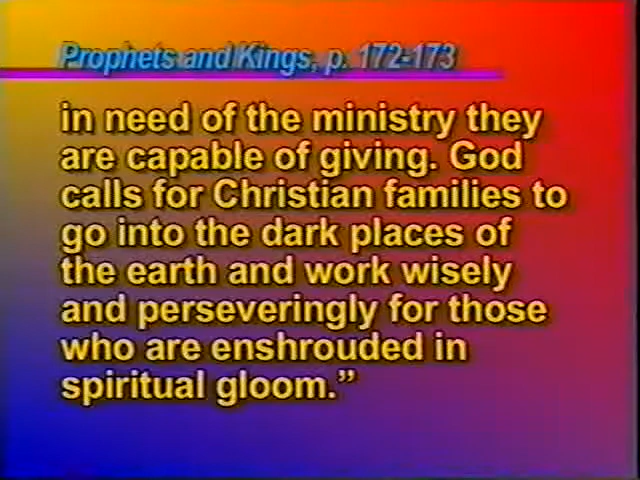 Prophets and Kings, p. 172-173
in need of the ministry they
are capable of giving. God
calls for Christian families to
go into the dark places of
the earth and work wisely
and perseveringly for those
who are enshrouded in
spiritual gloom.”